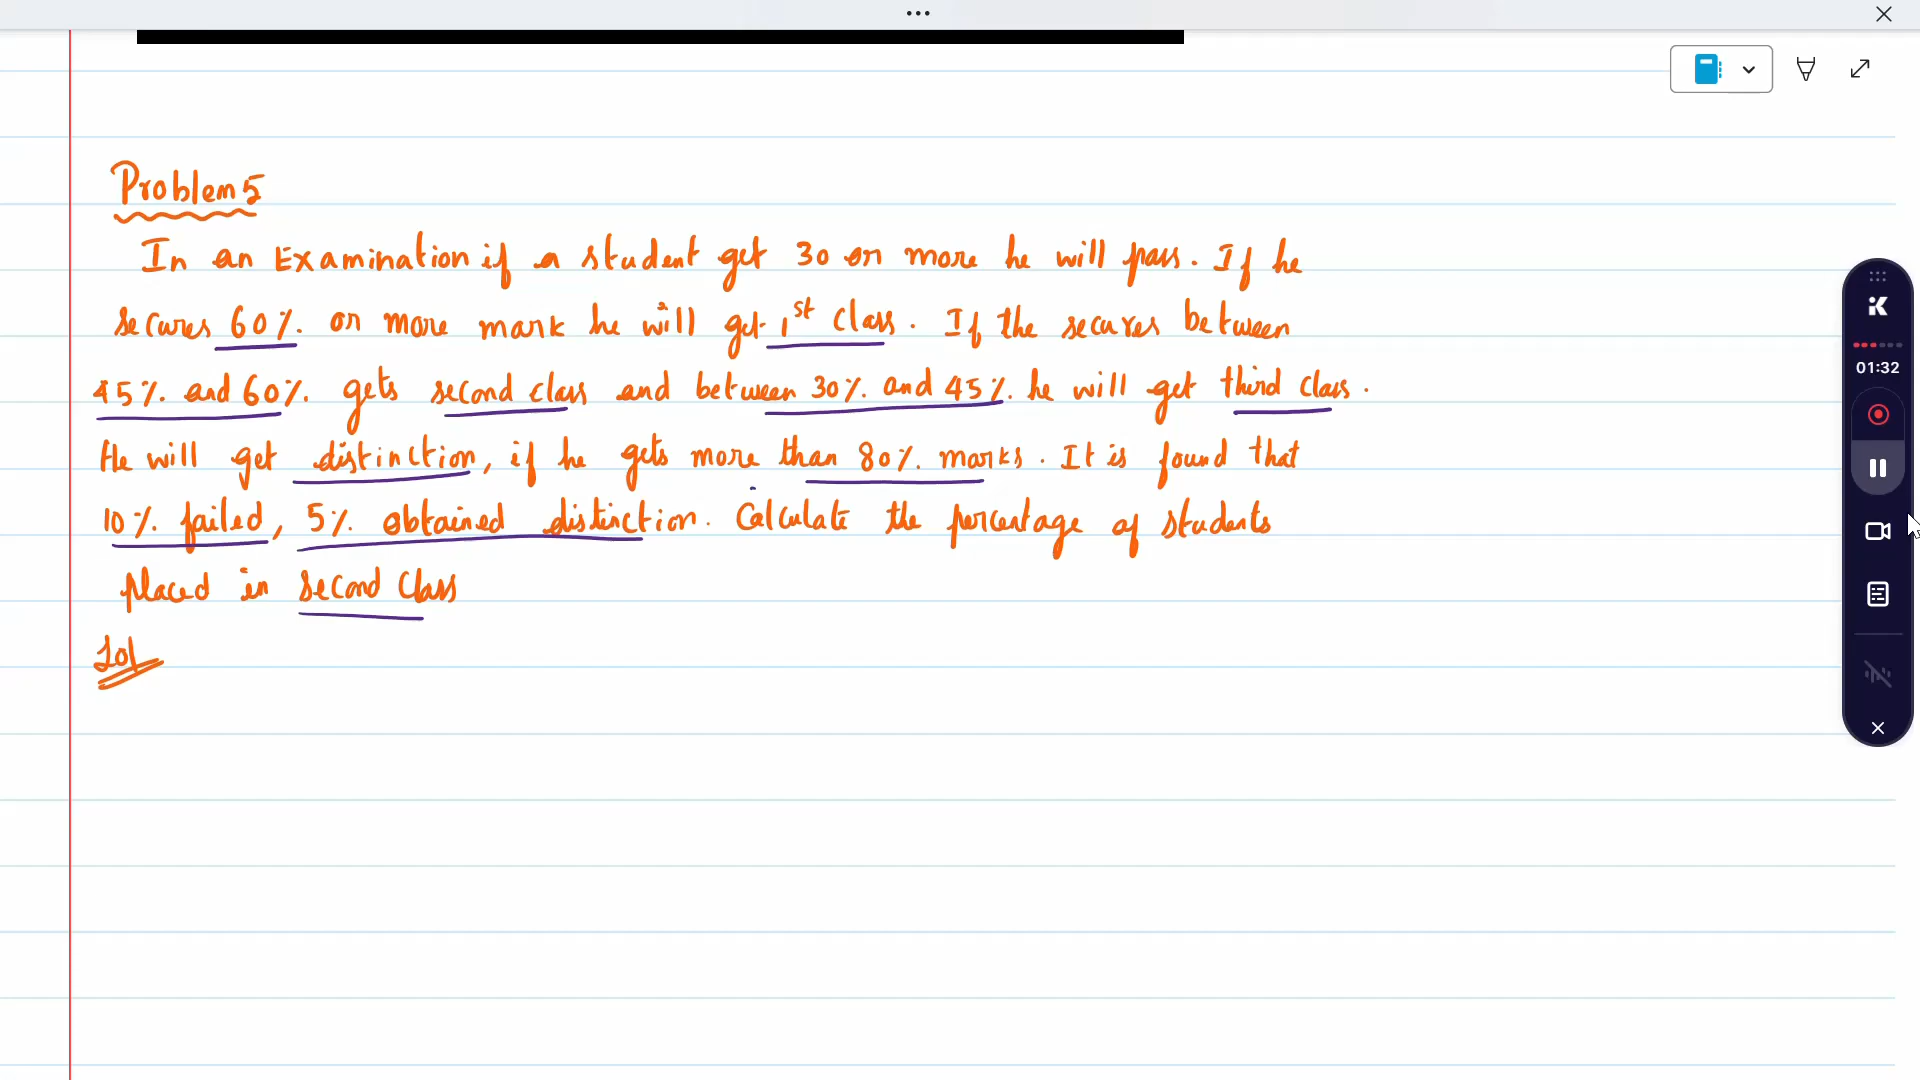 Problem 5
In an Examination if a student get 30 or more he will pass. If he
secures 60% or more mark he will get 1st class. If the secures between
45% and 60% gets second class and between 30% and 45% he will get third class.
He will get distinction, if he gets more than 80% marks. It is found that
10% failed, 5% obtained distinction. Calculate the percentage of students
placed in second class
Sol
01:32